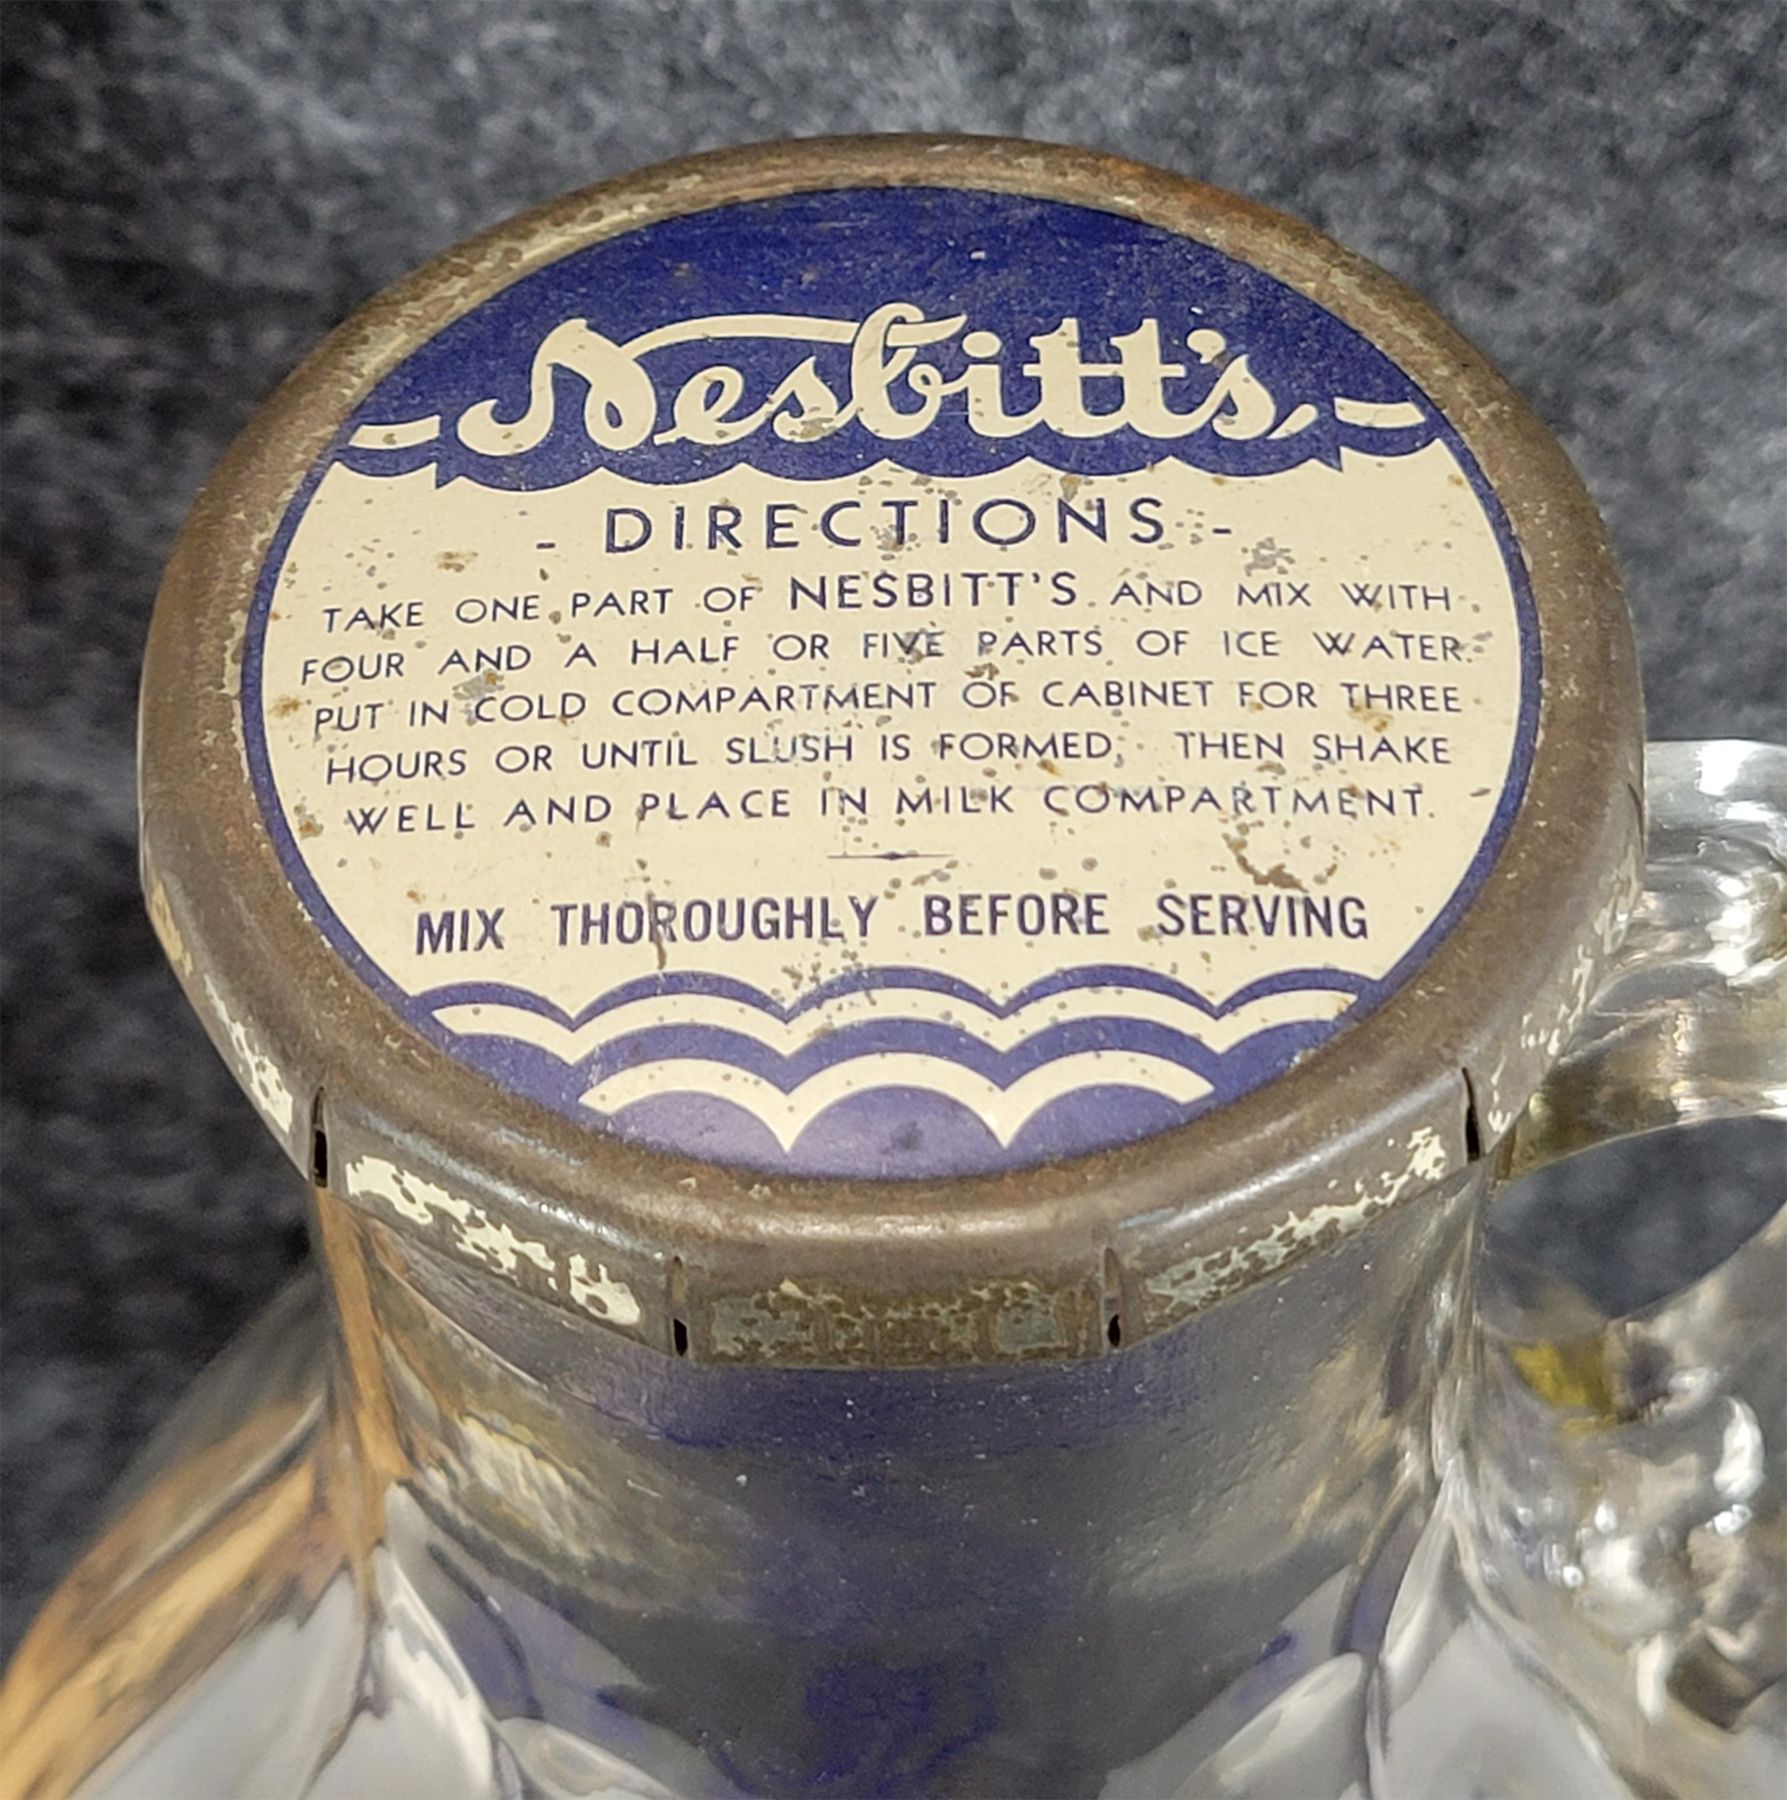 Nesbitt's
- DIRECTIONS -
TAKE ONE PART OF NESBITT'S AND MIX WITH
FOUR AND A HALF OR FIVE PARTS OF ICE WATER.
PUT IN COLD COMPARTMENT OF CABINET FOR THREE
HOURS OR UNTIL SLUSH IS FORMED, THEN SHAKE
WELL AND PLACE IN MILK COMPARTMENT.
MIX THOROUGHLY BEFORE SERVING